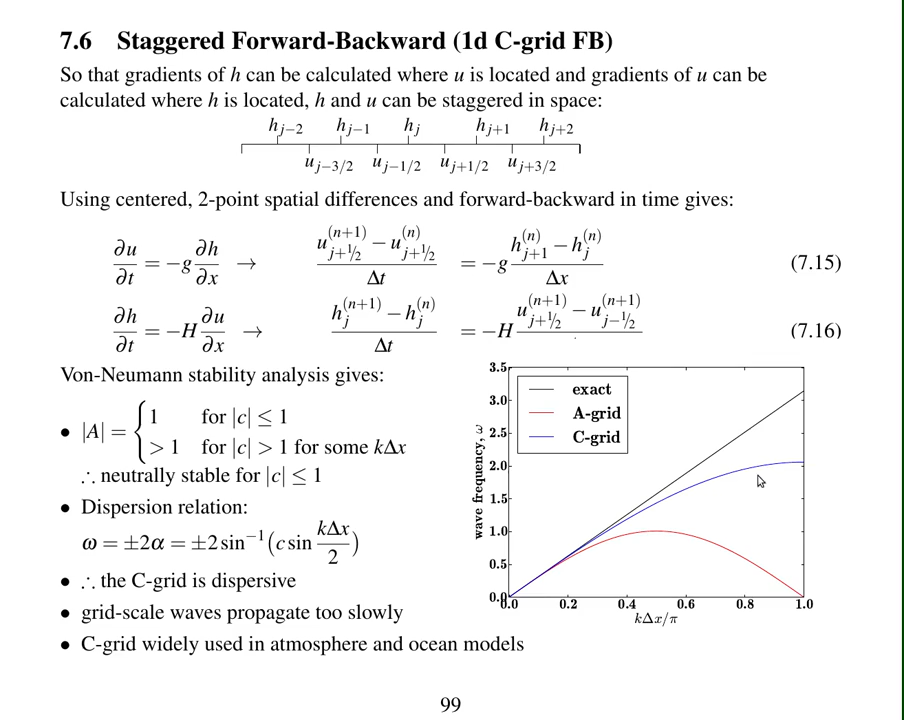 7.6 Staggered Forward-Backward (1d C-grid FB)
So that gradients of h can be calculated where u is located and gradients of u can be
calculated where h is located, h and u can be staggered in space:
h_{j−2} h_{j−1} h_j h_{j+1} h_{j+2}
u_{j−3/2} u_{j−1/2} u_{j+1/2} u_{j+3/2}
Using centered, 2-point spatial differences and forward-backward in time gives:
∂u/∂t = −g ∂h/∂x → (u^{(n+1)}_{j+½} − u^{(n)}_{j+½})/Δt = −g (h^{(n)}_{j+1} − h^{(n)}_j)/Δx (7.15)
∂h/∂t = −H ∂u/∂x → (h^{(n+1)}_j − h^{(n)}_j)/Δt = −H (u^{(n+1)}_{j+½} − u^{(n+1)}_{j−½})/ (7.16)
Von-Neumann stability analysis gives:
• |A| = { 1 for |c| ≤ 1
> 1 for |c| > 1 for some kΔx
∴ neutrally stable for |c| ≤ 1
• Dispersion relation:
ω = ±2α = ±2 sin⁻¹(c sin kΔx/2)
• ∴ the C-grid is dispersive
• grid-scale waves propagate too slowly
• C-grid widely used in atmosphere and ocean models
wave frequency, ω
3.5
3.0
2.5
2.0
1.5
1.0
0.5
0.0
exact
A-grid
C-grid
0.0 0.2 0.4 0.6 0.8 1.0
kΔx/π
99